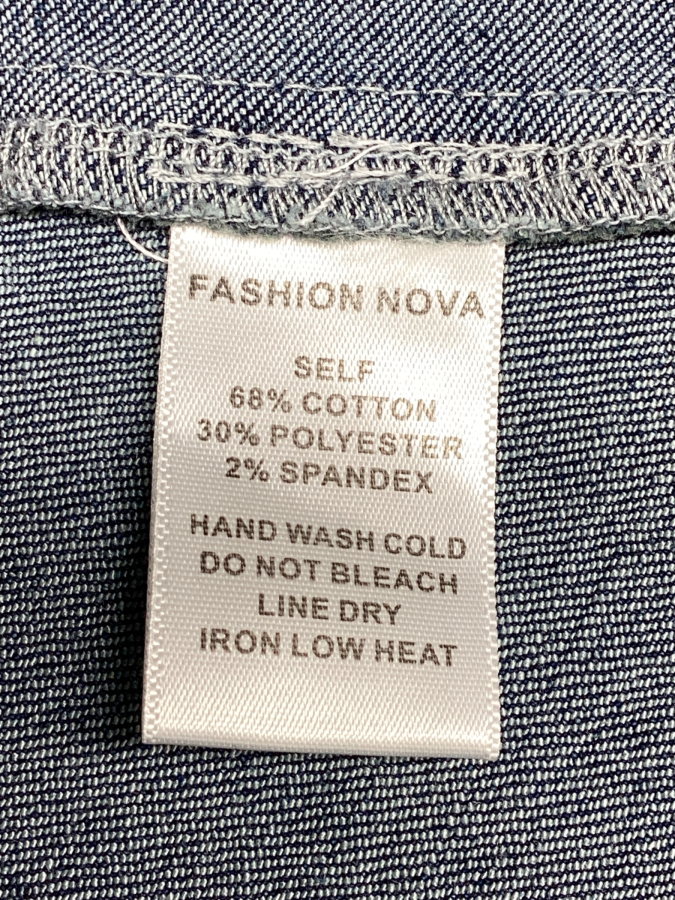 FASHION NOVA
SELF
68% COTTON
30% POLYESTER
2% SPANDEX
HAND WASH COLD
DO NOT BLEACH
LINE DRY
IRON LOW HEAT